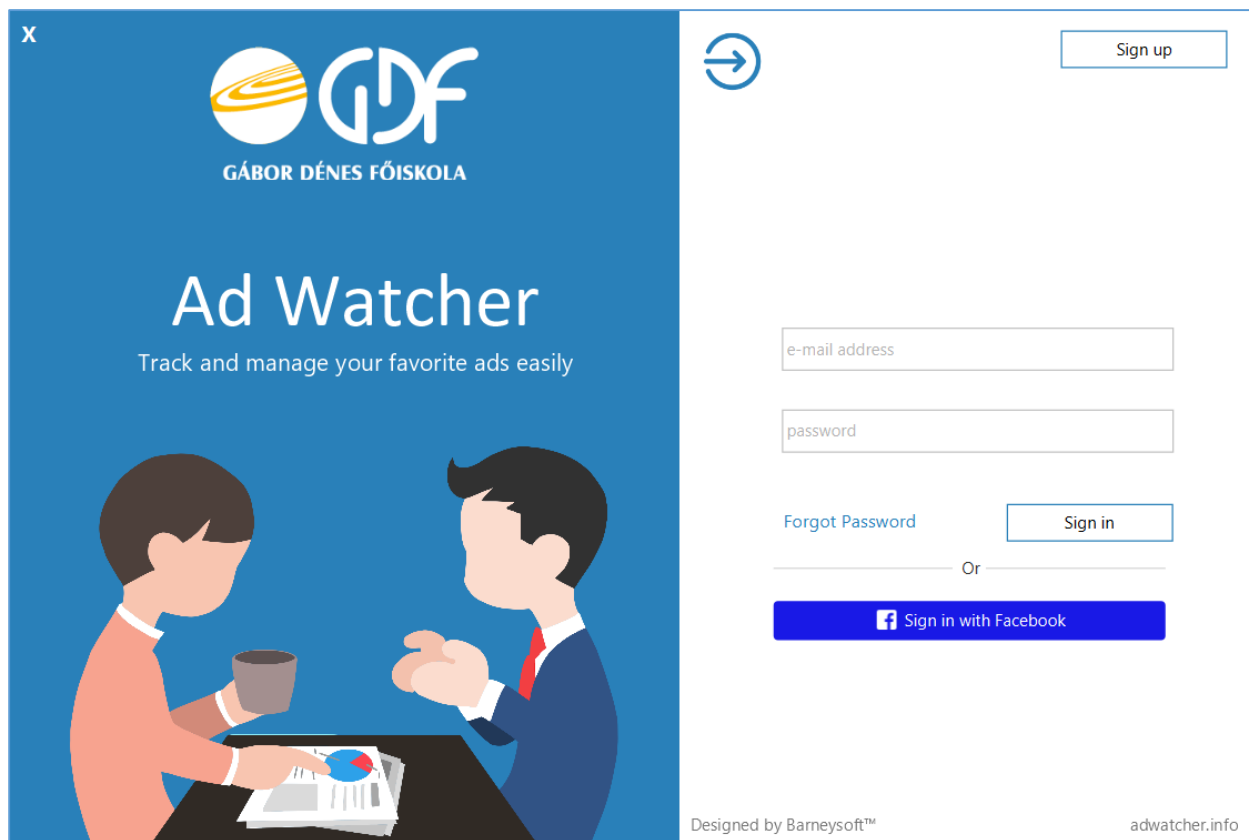 X
GDF
GÁBOR DÉNES FŐISKOLA
Ad Watcher
Track and manage your favorite ads easily
Sign up
e-mail address
password
Forgot Password
Sign in
Or
Sign in with Facebook
Designed by Barneysoft™
adwatcher.info